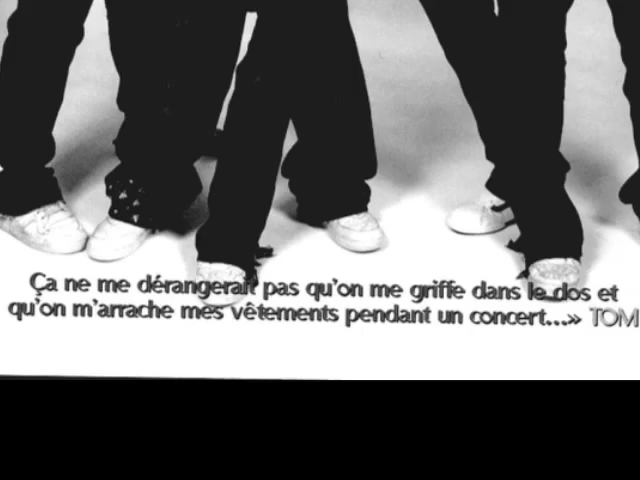 Ça ne me dérangerait pas qu'on me griffe dans le dos et
qu'on m'arrache mes vêtements pendant un concert...» TOM